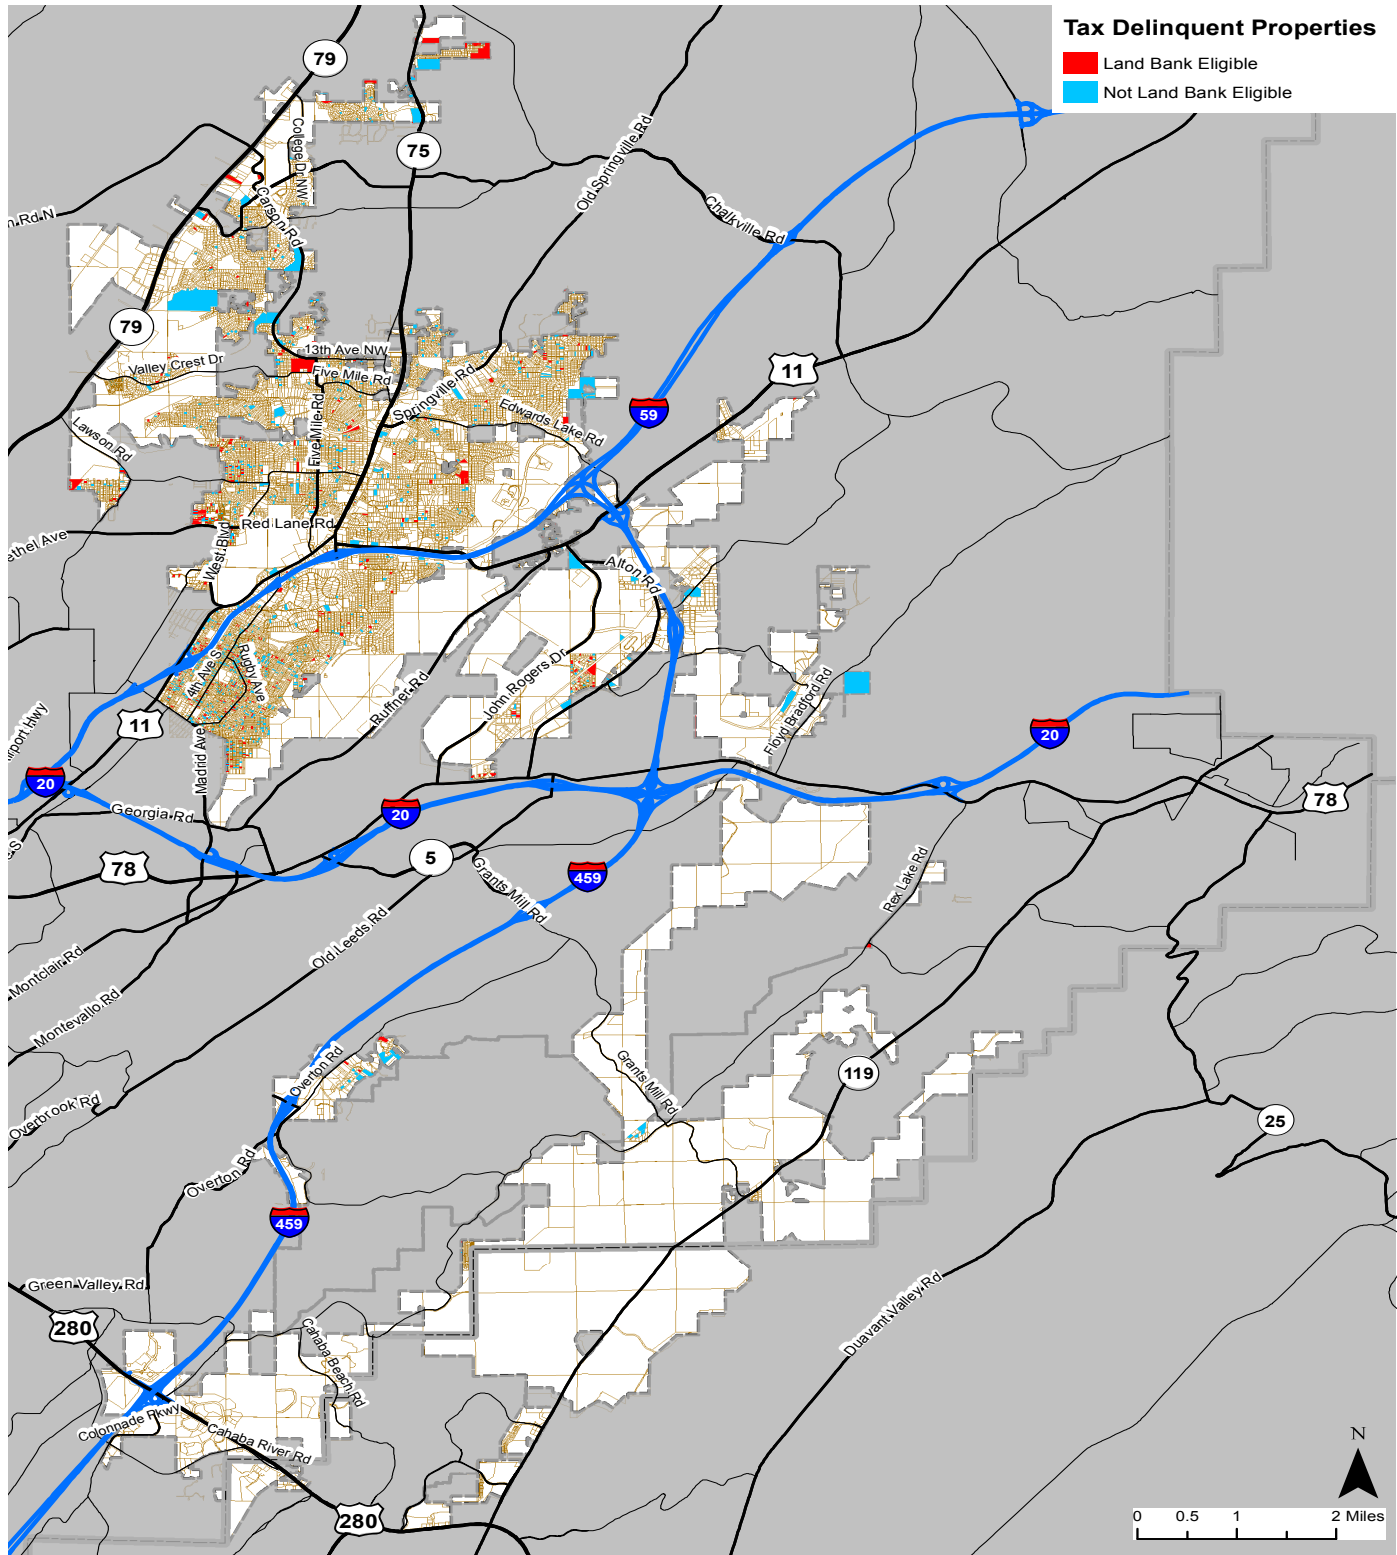 Tax Delinquent Properties
Land Bank Eligible
Not Land Bank Eligible
79
College Dr NW
75
Old Springville Rd
Carson Rd
Chalkville Rd
n Rd N
79
13th Ave NW
Valley Crest Dr
Five Mile Rd
11
Springville Rd
59
Edwards Lake Rd
Five Mile Rd
Lawson Rd
Red Lane Rd
ethel Ave
West Blvd
Alton Rd
4th Ave S
Rugby Ave
John Rogers Dr
Ruffner Rd
Floyd Bradford Rd
11
irport Hwy
Madrid Ave
20
20
20
78
Georgia Rd
78
5
Grants Mill Rd
459
Rex Lake Rd
e S
Old Leeds Rd
Montclair Rd
Montevallo Rd
Overton Rd
Grants Mill Rd
119
Overbrook Rd
25
Overton Rd
459
Green Valley Rd
280
Cahaba Beach Rd
Duavant Valley Rd
Colonnade Pkwy
Cahaba River Rd
280
N
0 0.5 1 2 Miles